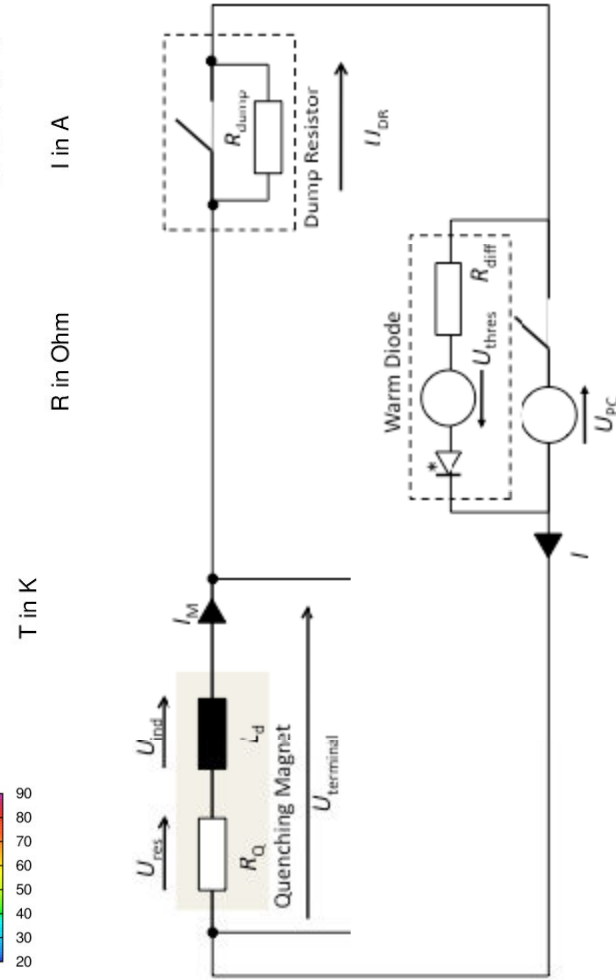 I in A
R in Ohm
T in K
R_dump
Dump Resistor
U_DR
Warm Diode
R_diff
U_thres
*
U_PC
I
I_M
U_ind
L_d
U_res
R_Q
Quenching Magnet
U_terminal
90
80
70
60
50
40
30
20